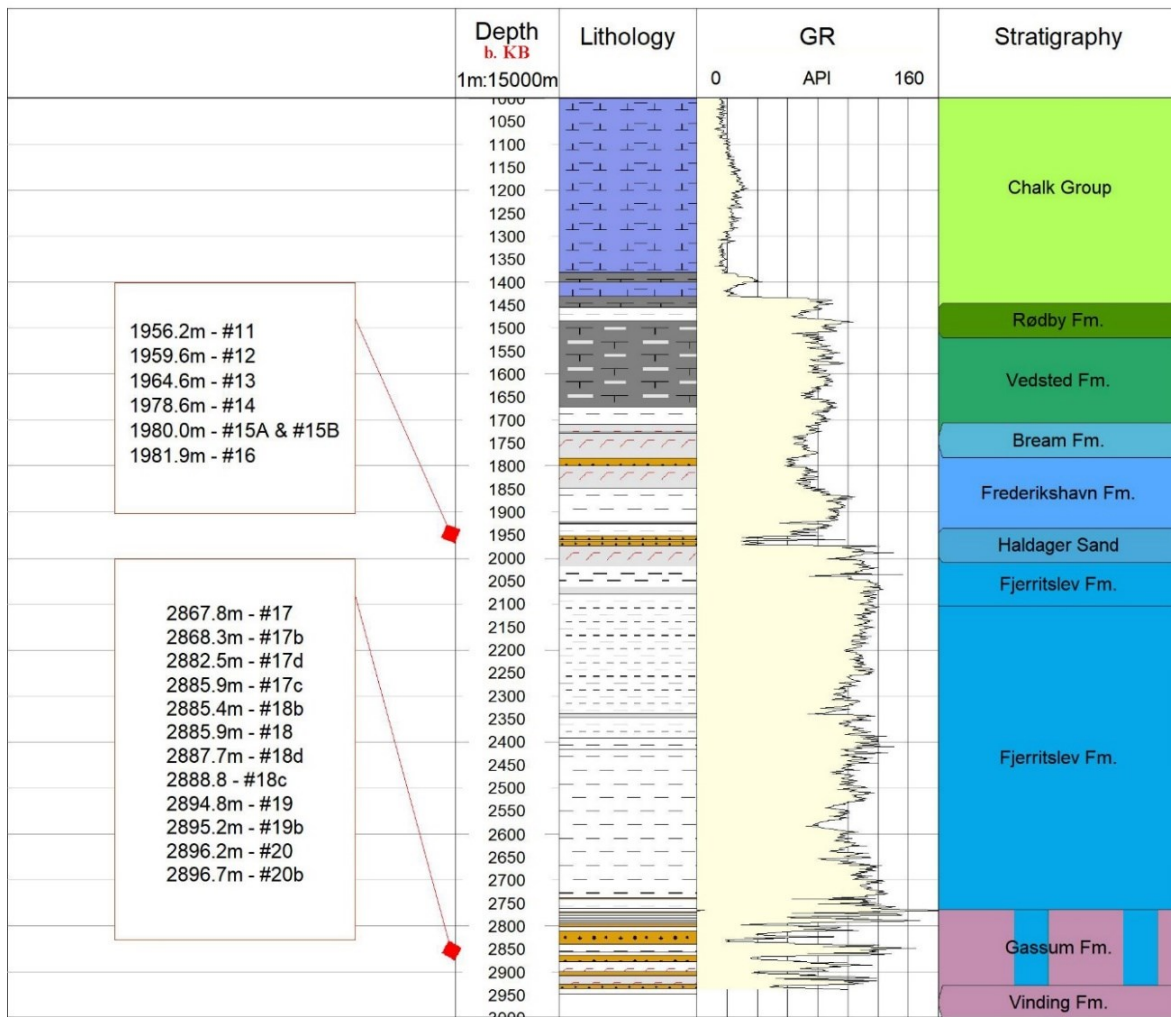 Depth
b. KB
1m:15000m
Lithology
GR
0 API 160
Stratigraphy
1000
1050
1100
1150
1200
1250
1300
1350
1400
1450
1500
1550
1600
1650
1700
1750
1800
1850
1900
1950
2000
2050
2100
2150
2200
2250
2300
2350
2400
2450
2500
2550
2600
2650
2700
2750
2800
2850
2900
2950
3000
1956.2m - #11
1959.6m - #12
1964.6m - #13
1978.6m - #14
1980.0m - #15A & #15B
1981.9m - #16
2867.8m - #17
2868.3m - #17b
2882.5m - #17d
2885.9m - #17c
2885.4m - #18b
2885.9m - #18
2887.7m - #18d
2888.8 - #18c
2894.8m - #19
2895.2m - #19b
2896.2m - #20
2896.7m - #20b
Chalk Group
Rødby Fm.
Vedsted Fm.
Bream Fm.
Frederikshavn Fm.
Haldager Sand
Fjerritslev Fm.
Fjerritslev Fm.
Gassum Fm.
Vinding Fm.